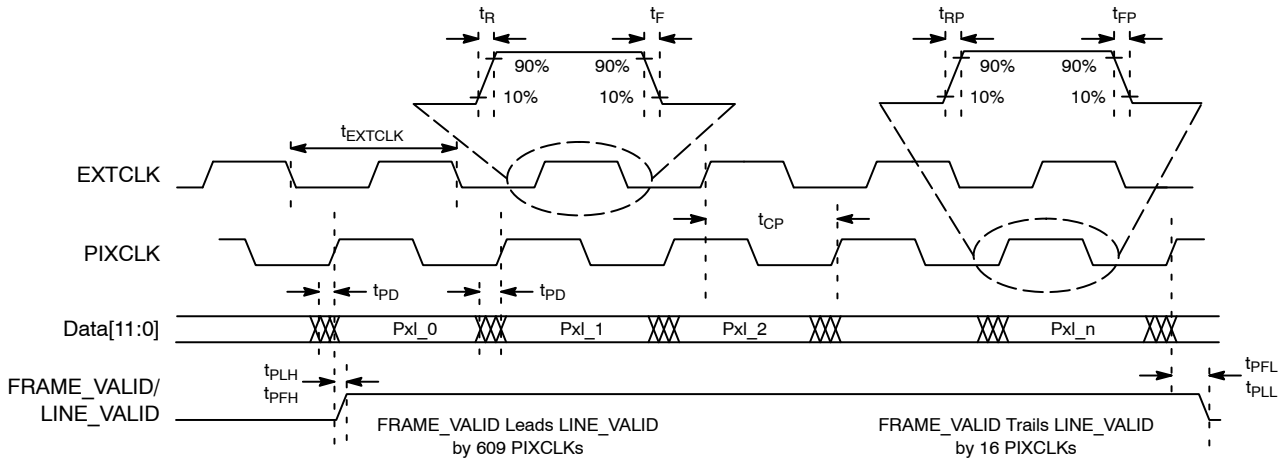 tR
tF
tRP
tFP
90%
90%
90%
90%
10%
10%
10%
10%
tEXTCLK
EXTCLK
tCP
PIXCLK
tPD
tPD
Data[11:0]
Pxl_0
Pxl_1
Pxl_2
Pxl_n
tPLH
tPFH
tPFL
tPLL
FRAME_VALID/
LINE_VALID
FRAME_VALID Leads LINE_VALID
by 609 PIXCLKs
FRAME_VALID Trails LINE_VALID
by 16 PIXCLKs